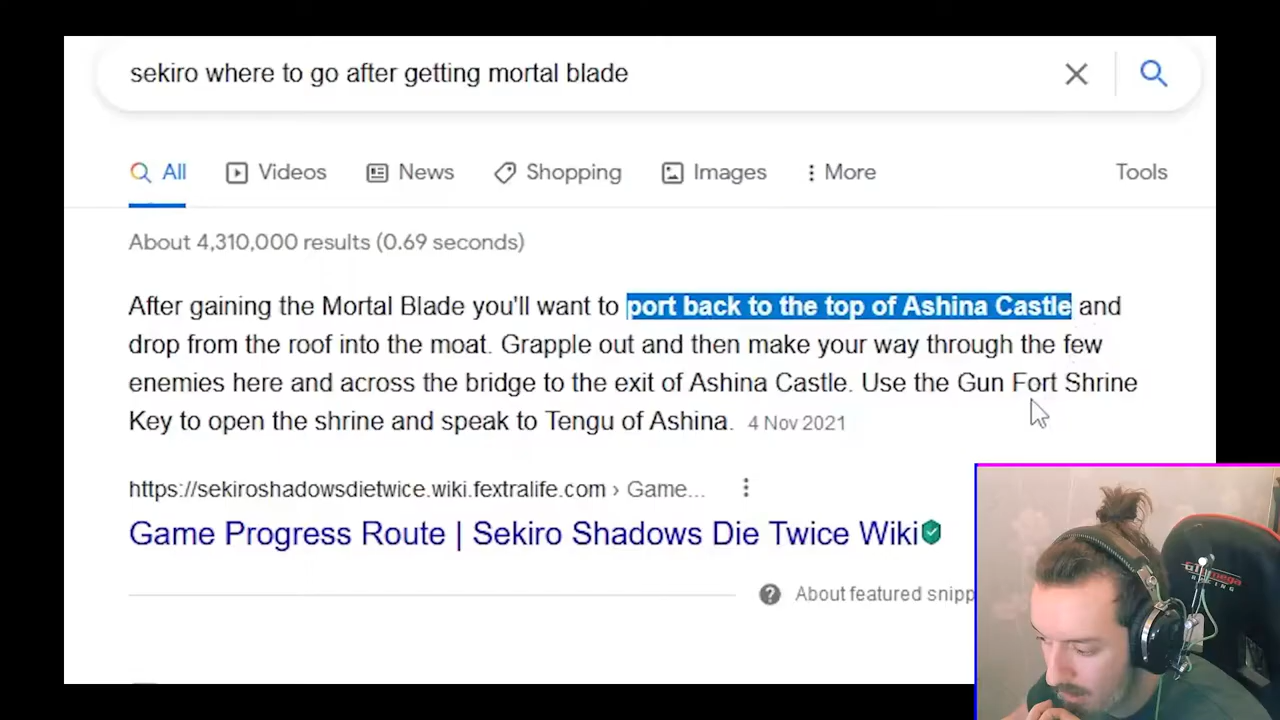 sekiro where to go after getting mortal blade
All Videos News Shopping Images More Tools
About 4,310,000 results (0.69 seconds)
After gaining the Mortal Blade you'll want to port back to the top of Ashina Castle and
drop from the roof into the moat. Grapple out and then make your way through the few
enemies here and across the bridge to the exit of Ashina Castle. Use the Gun Fort Shrine
Key to open the shrine and speak to Tengu of Ashina. 4 Nov 2021
https://sekiroshadowsdietwice.wiki.fextralife.com › Game...
Game Progress Route | Sekiro Shadows Die Twice Wiki
About featured snipp